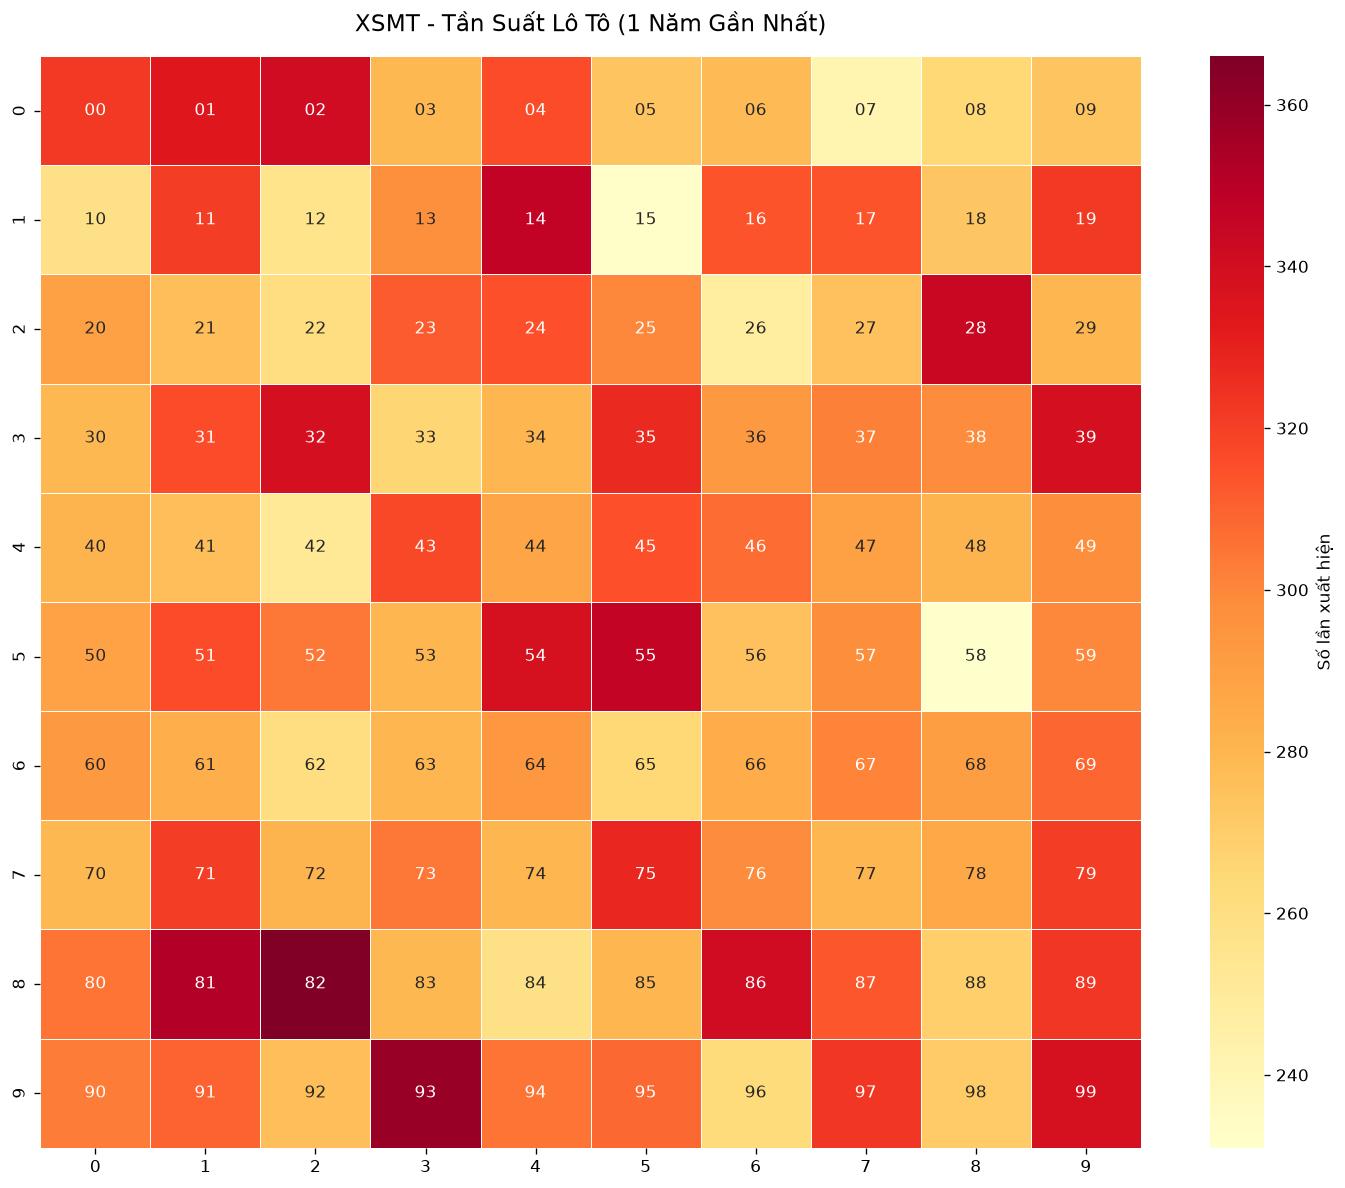 XSMT - Tần Suất Lô Tô (1 Năm Gần Nhất)
0 00 01 02 03 04 05 06 07 08 09
1 10 11 12 13 14 15 16 17 18 19
2 20 21 22 23 24 25 26 27 28 29
3 30 31 32 33 34 35 36 37 38 39
4 40 41 42 43 44 45 46 47 48 49
5 50 51 52 53 54 55 56 57 58 59
6 60 61 62 63 64 65 66 67 68 69
7 70 71 72 73 74 75 76 77 78 79
8 80 81 82 83 84 85 86 87 88 89
9 90 91 92 93 94 95 96 97 98 99
0 1 2 3 4 5 6 7 8 9
360
340
320
300
280
260
240
Số lần xuất hiện